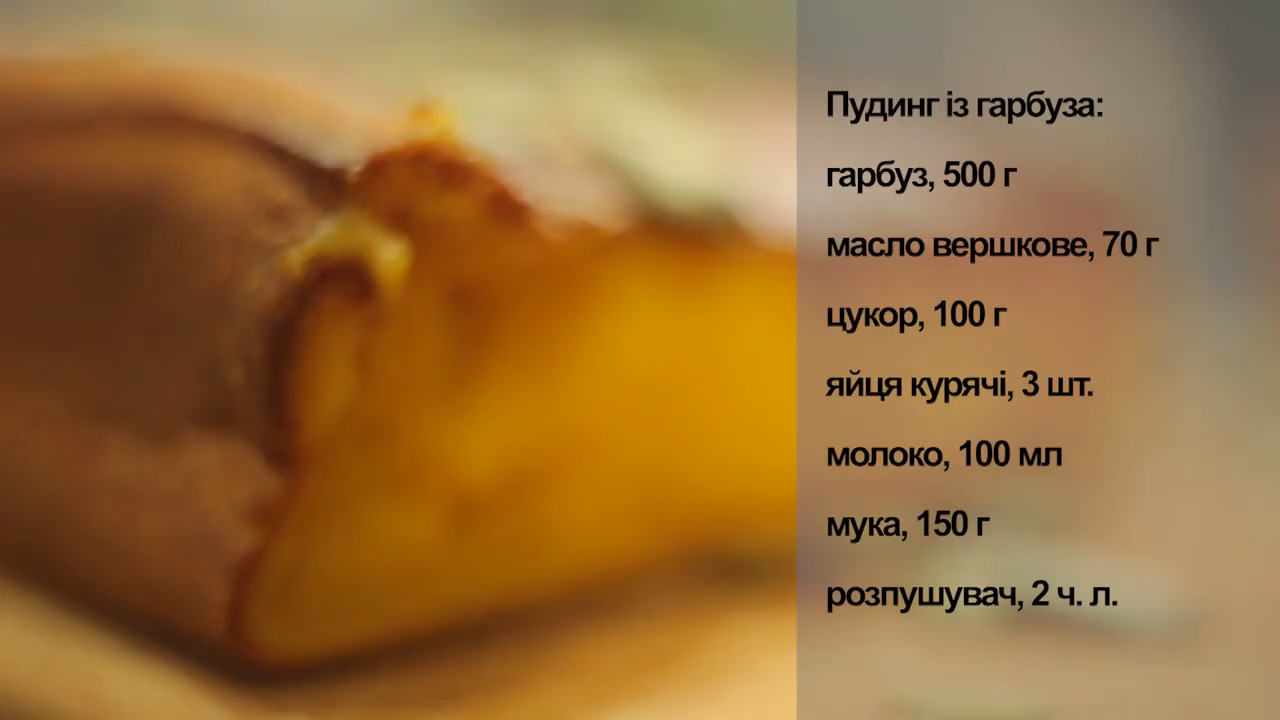 Пудинг із гарбуза:
гарбуз, 500 г
масло вершкове, 70 г
цукор, 100 г
яйця курячі, 3 шт.
молоко, 100 мл
мука, 150 г
розпушувач, 2 ч. л.